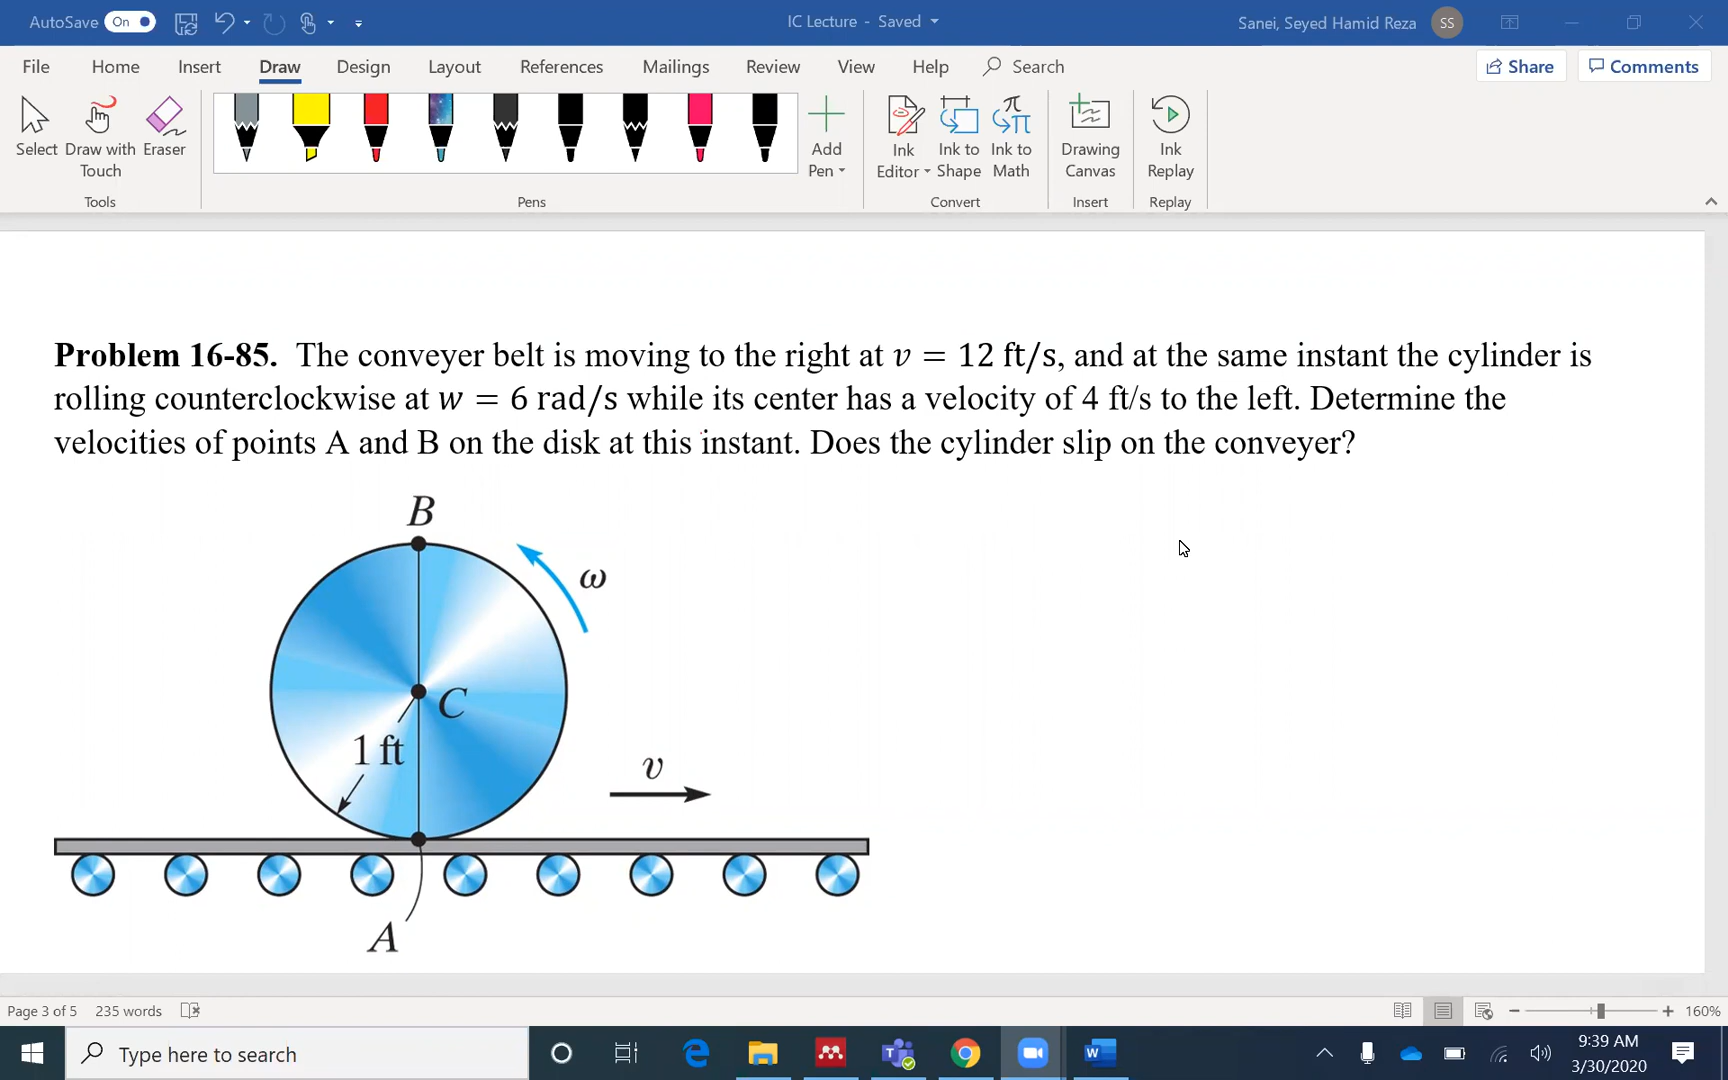 AutoSave On
IC Lecture - Saved
Sanei, Seyed Hamid Reza SS
File Home Insert Draw Design Layout References Mailings Review View Help Search Share Comments
Select Draw with Touch Eraser
Add Pen
Ink Editor Ink to Shape Ink to Math
Drawing Canvas
Ink Replay
Tools Pens Convert Insert Replay
Problem 16-85. The conveyer belt is moving to the right at v = 12 ft/s, and at the same instant the cylinder is
rolling counterclockwise at w = 6 rad/s while its center has a velocity of 4 ft/s to the left. Determine the
velocities of points A and B on the disk at this instant. Does the cylinder slip on the conveyer?
B
ω
C
1 ft
v
A
Page 3 of 5 235 words 160%
Type here to search
9:39 AM
3/30/2020